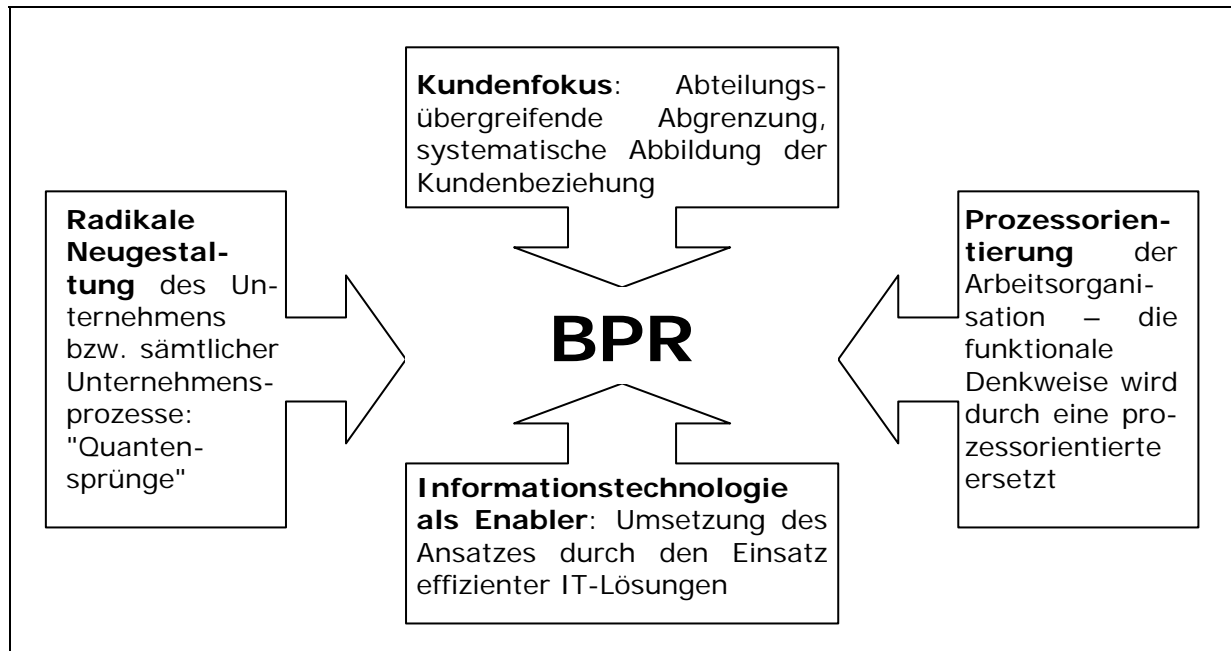 Kundenfokus: Abteilungs-
übergreifende Abgrenzung,
systematische Abbildung der
Kundenbeziehung
Radikale
Neugestal-
tung des Un-
ternehmens
bzw. sämtlicher
Unternehmens-
prozesse:
"Quanten-
sprünge"
BPR
Prozessorien-
tierung der
Arbeitsorgani-
sation – die
funktionale
Denkweise wird
durch eine pro-
zessorientierte
ersetzt
Informationstechnologie
als Enabler: Umsetzung des
Ansatzes durch den Einsatz
effizienter IT-Lösungen